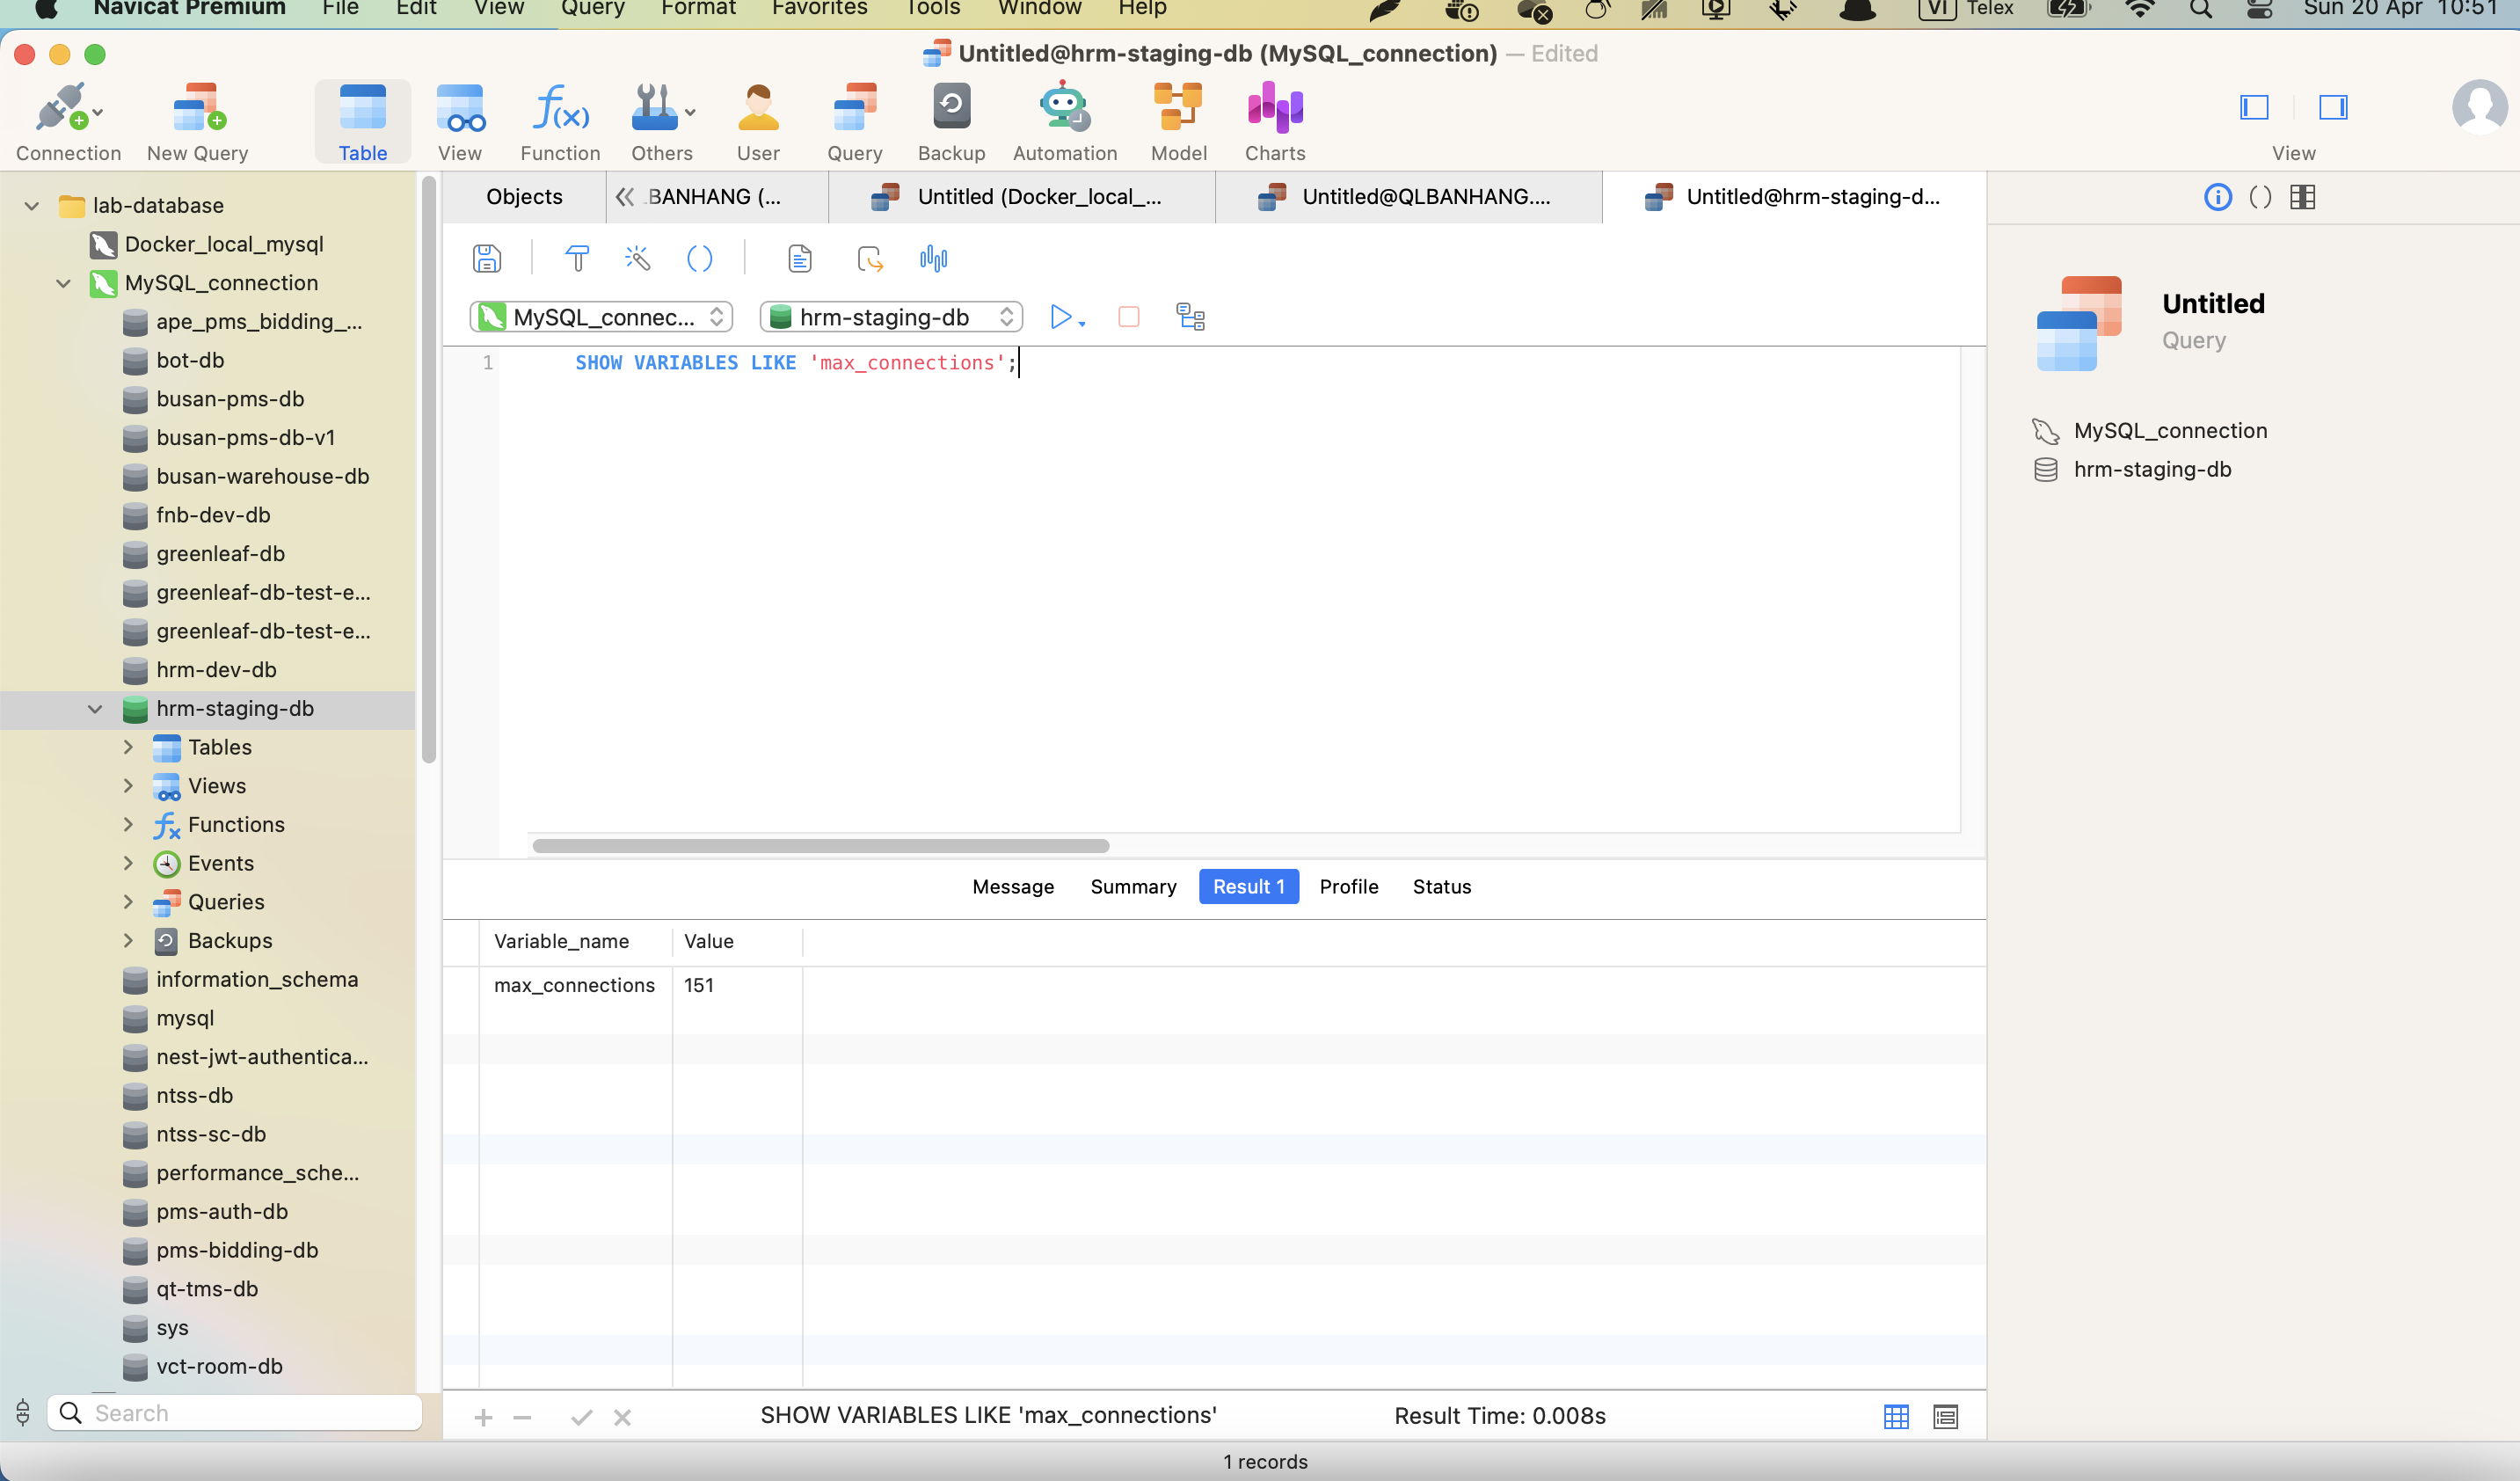 Navicat Premium File Edit View Query Format Favorites Tools Window Help VI Telex Sun 20 Apr 10:51
Untitled@hrm-staging-db (MySQL_connection) — Edited
Connection New Query Table View Function Others User Query Backup Automation Model Charts View
Objects BANHANG (... Untitled (Docker_local_... Untitled@QLBANHANG.... Untitled@hrm-staging-d...
MySQL_connec... hrm-staging-db
1 SHOW VARIABLES LIKE 'max_connections';
lab-database
Docker_local_mysql
MySQL_connection
ape_pms_bidding_...
bot-db
busan-pms-db
busan-pms-db-v1
busan-warehouse-db
fnb-dev-db
greenleaf-db
greenleaf-db-test-e...
greenleaf-db-test-e...
hrm-dev-db
hrm-staging-db
Tables
Views
Functions
Events
Queries
Backups
information_schema
mysql
nest-jwt-authentica...
ntss-db
ntss-sc-db
performance_sche...
pms-auth-db
pms-bidding-db
qt-tms-db
sys
vct-room-db
Search
Message Summary Result 1 Profile Status
Variable_name Value
max_connections 151
SHOW VARIABLES LIKE 'max_connections' Result Time: 0.008s
1 records
Untitled
Query
MySQL_connection
hrm-staging-db